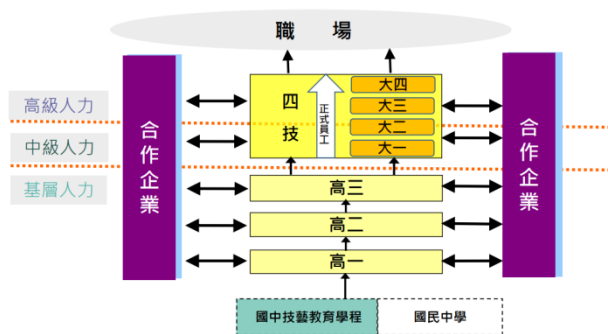 職 場
高級人力
中級人力
基層人力
合作企業
四技
正式員工
大四
大三
大二
大一
合作企業
高三
高二
高一
國中技藝教育學程
國民中學